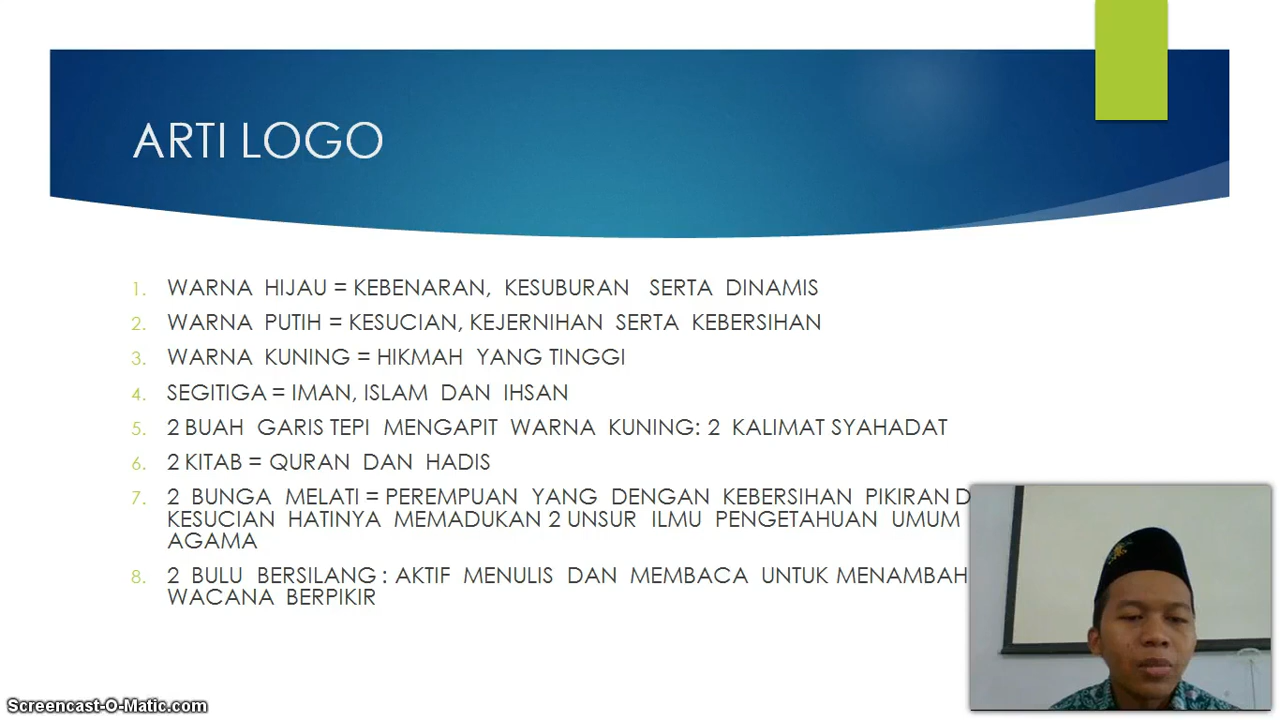 ARTI LOGO
1. WARNA HIJAU = KEBENARAN, KESUBURAN SERTA DINAMIS
2. WARNA PUTIH = KESUCIAN, KEJERNIHAN SERTA KEBERSIHAN
3. WARNA KUNING = HIKMAH YANG TINGGI
4. SEGITIGA = IMAN, ISLAM DAN IHSAN
5. 2 BUAH GARIS TEPI MENGAPIT WARNA KUNING: 2 KALIMAT SYAHADAT
6. 2 KITAB = QURAN DAN HADIS
7. 2 BUNGA MELATI = PEREMPUAN YANG DENGAN KEBERSIHAN PIKIRAN
KESUCIAN HATINYA MEMADUKAN 2 UNSUR ILMU PENGETAHUAN UMUM
AGAMA
8. 2 BULU BERSILANG : AKTIF MENULIS DAN MEMBACA UNTUK MENAMBAH
WACANA BERPIKIR
Screencast-O-Matic.com